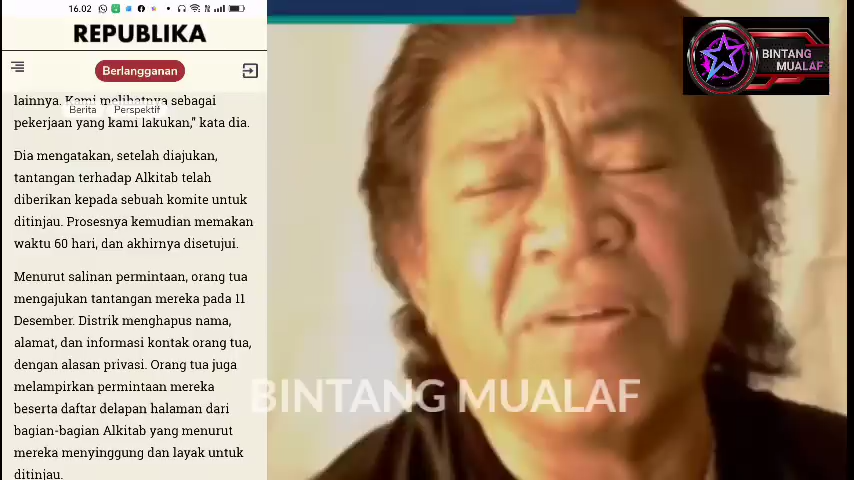 16.02
REPUBLIKA
Berlangganan
lainnya. Kami melihatnya sebagai
Berita Perspektif
pekerjaan yang kami lakukan," kata dia.
Dia mengatakan, setelah diajukan,
tantangan terhadap Alkitab telah
diberikan kepada sebuah komite untuk
ditinjau. Prosesnya kemudian memakan
waktu 60 hari, dan akhirnya disetujui.
Menurut salinan permintaan, orang tua
mengajukan tantangan mereka pada 11
Desember. Distrik menghapus nama,
alamat, dan informasi kontak orang tua,
dengan alasan privasi. Orang tua juga
melampirkan permintaan mereka
beserta daftar delapan halaman dari
bagian-bagian Alkitab yang menurut
mereka menyinggung dan layak untuk
ditinjau.
BINTANG
MUALAF
BINTANG MUALAF